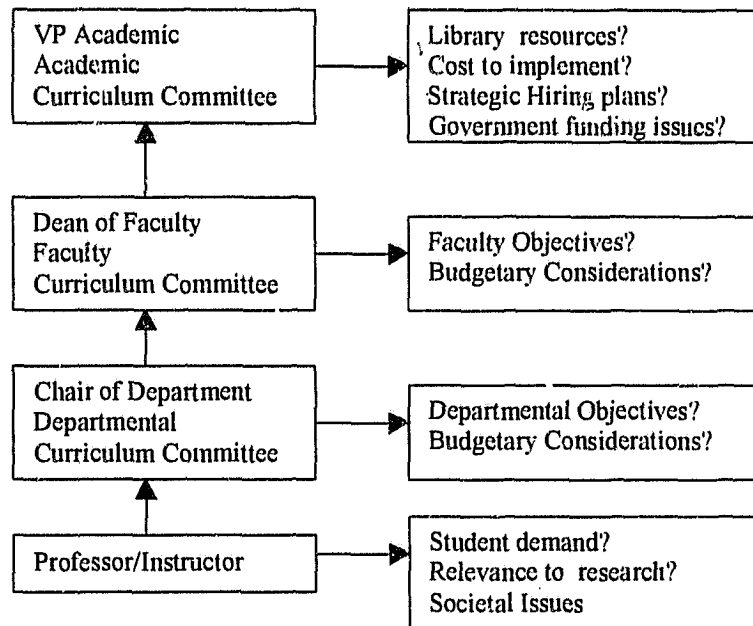 VP Academic
Academic
Curriculum Committee
Library resources?
Cost to implement?
Strategic Hiring plans?
Government funding issues?
Dean of Faculty
Faculty
Curriculum Committee
Faculty Objectives?
Budgetary Considerations?
Chair of Department
Departmental
Curriculum Committee
Departmental Objectives?
Budgetary Considerations?
Professor/Instructor
Student demand?
Relevance to research?
Societal Issues